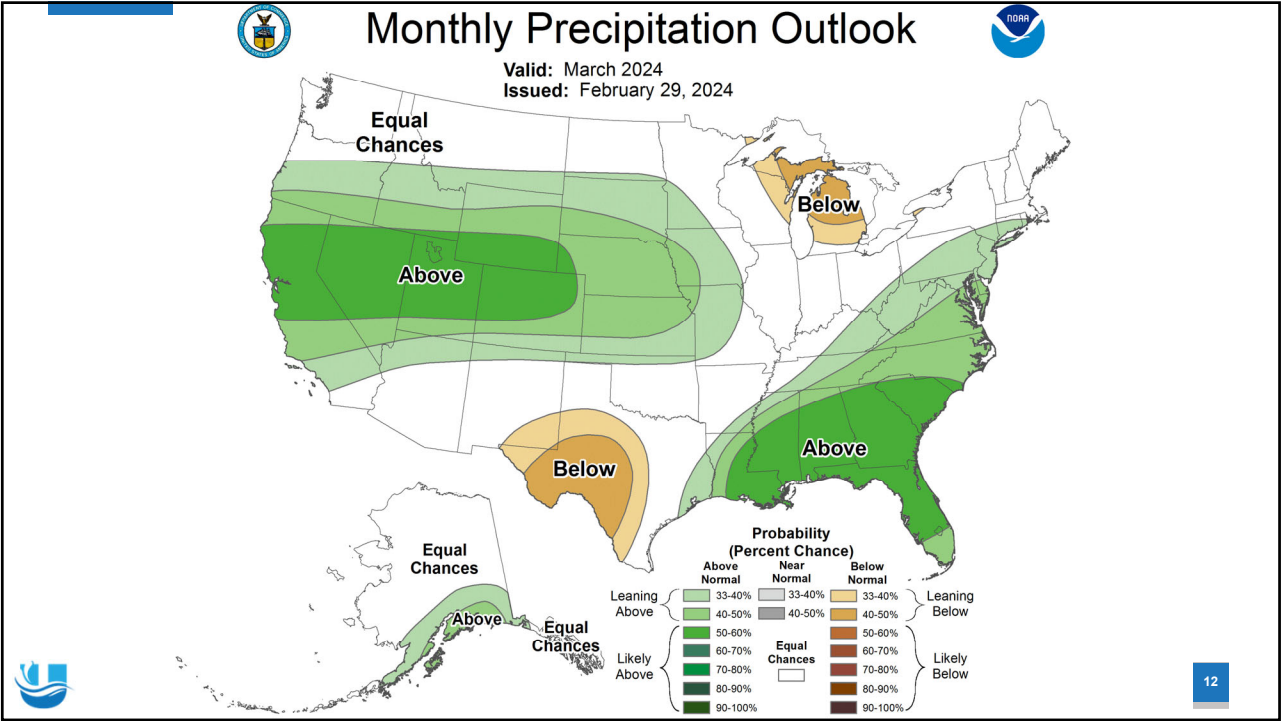 Monthly Precipitation Outlook
NOAA
Valid: March 2024
Issued: February 29, 2024
Equal
Chances
Below
Above
Above
Below
Equal
Chances
Above
Equal
Chances
Probability
(Percent Chance)
Above
Normal
Near
Normal
Below
Normal
Leaning
Above
33-40%
33-40%
33-40%
Leaning
Below
40-50%
40-50%
40-50%
Likely
Above
50-60%
60-70%
70-80%
80-90%
90-100%
Equal
Chances
50-60%
60-70%
70-80%
80-90%
90-100%
Likely
Below
12